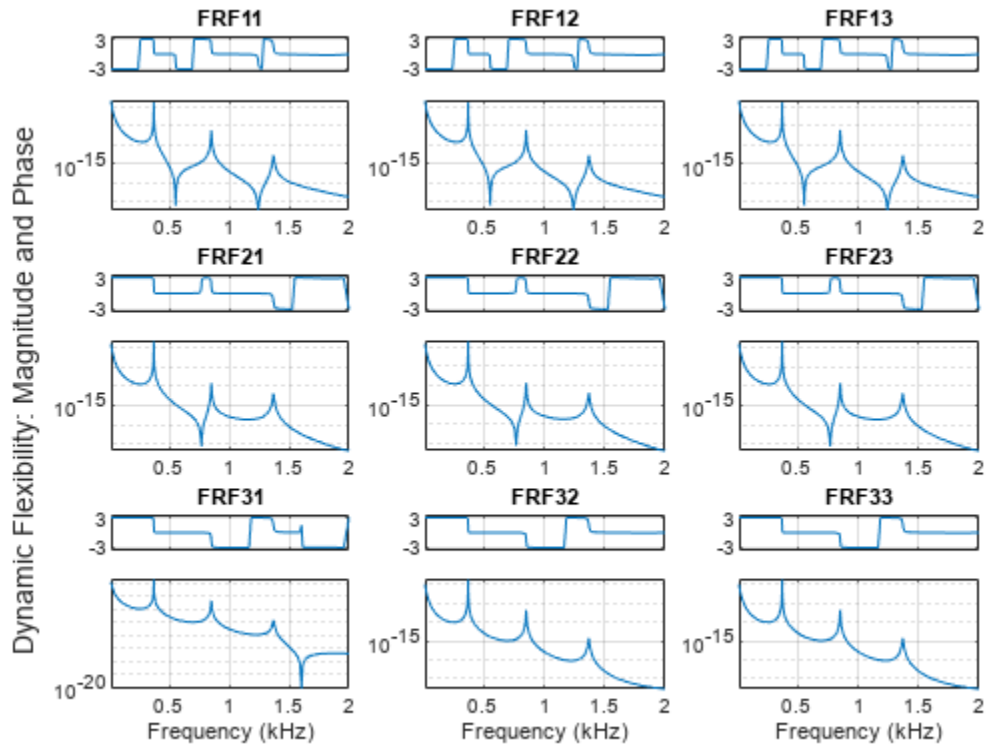 Dynamic Flexibility: Magnitude and Phase
FRF11
3
-3
10^-15
0.5 1 1.5 2
FRF12
3
-3
10^-15
0.5 1 1.5 2
FRF13
3
-3
10^-15
0.5 1 1.5 2
FRF21
3
-3
10^-15
0.5 1 1.5 2
FRF22
3
-3
10^-15
0.5 1 1.5 2
FRF23
3
-3
10^-15
0.5 1 1.5 2
FRF31
3
-3
10^-20
0.5 1 1.5 2
Frequency (kHz)
FRF32
3
-3
10^-15
0.5 1 1.5 2
Frequency (kHz)
FRF33
3
-3
10^-15
0.5 1 1.5 2
Frequency (kHz)